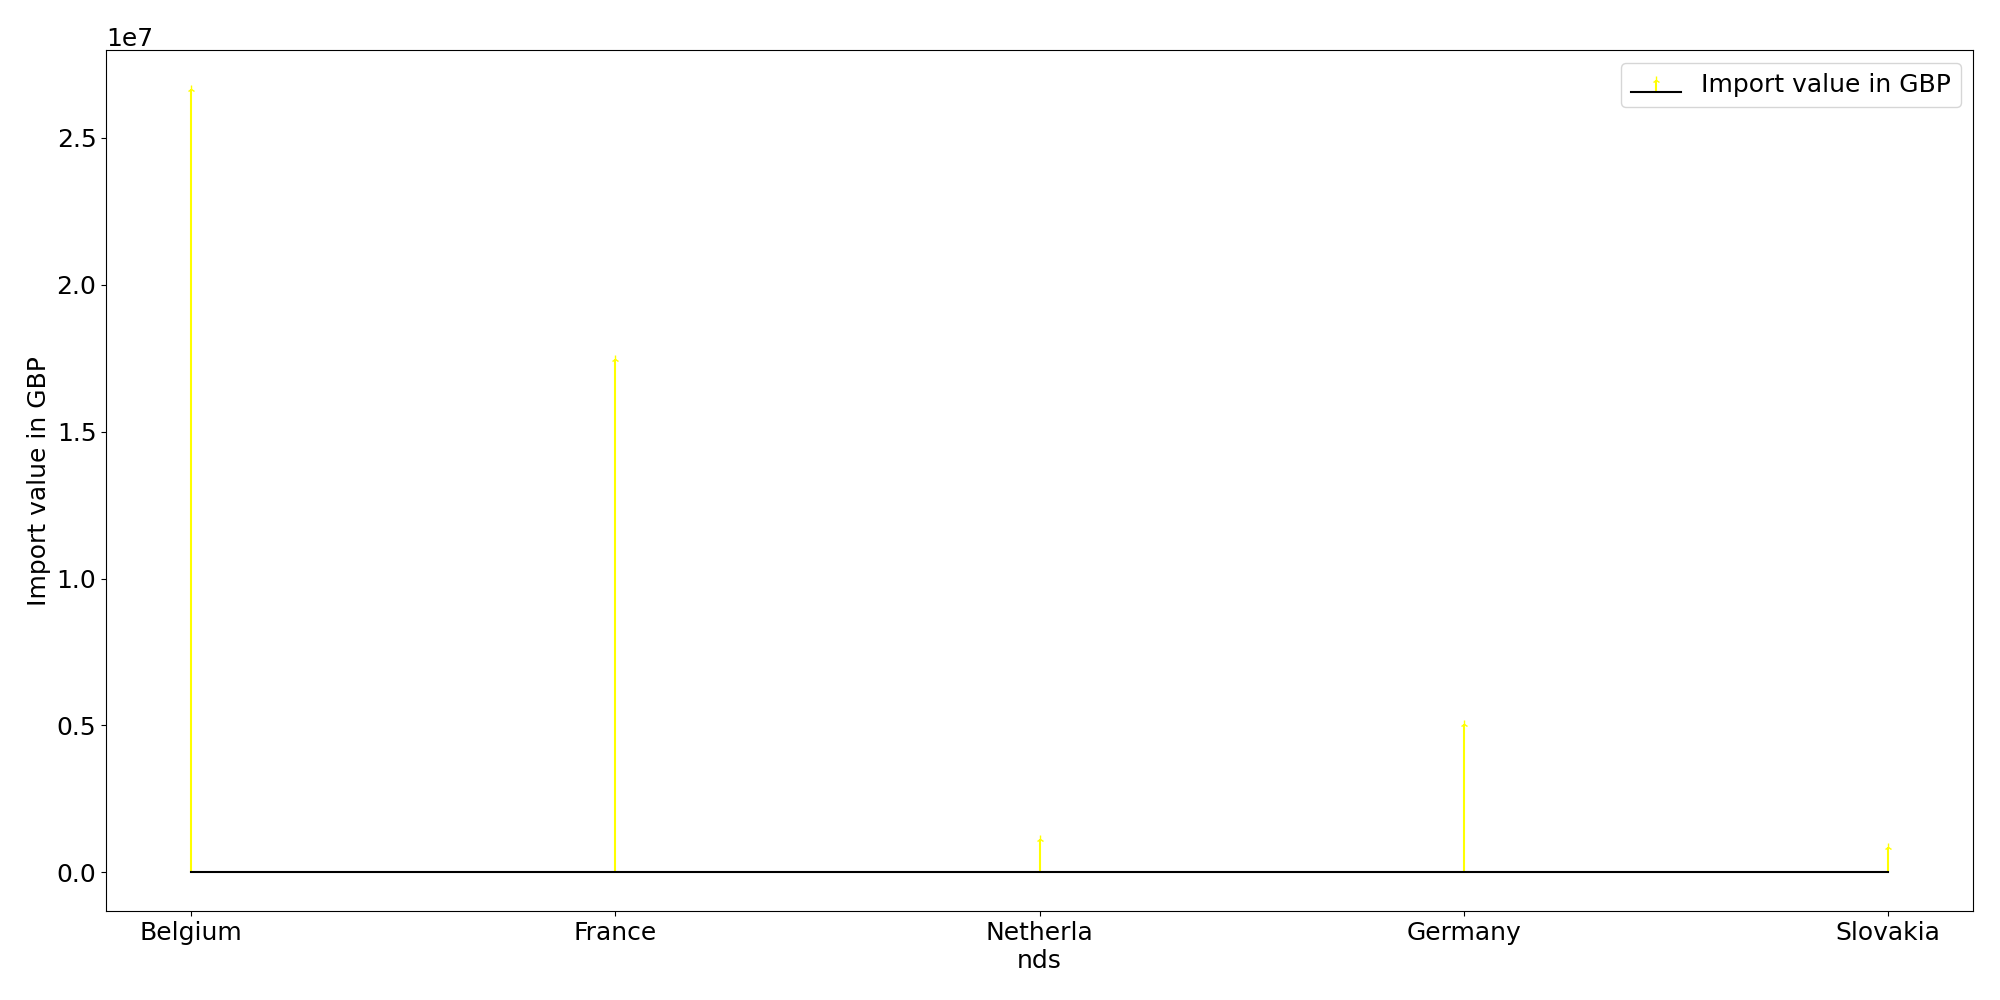 1e7
Import value in GBP
2.5
2.0
1.5
1.0
0.5
0.0
Import value in GBP
Belgium
France
Netherla
nds
Germany
Slovakia